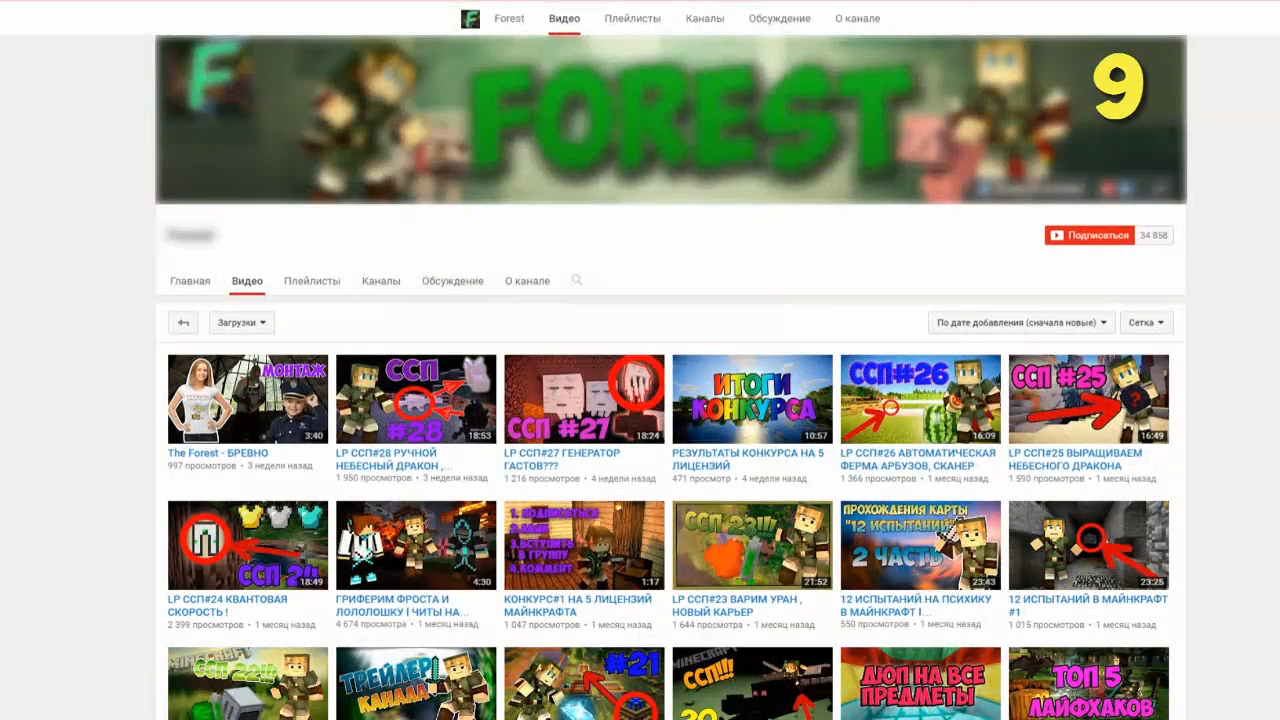 Forest Видео Плейлисты Каналы Обсуждение О канале
FOREST
9
F
Подписаться 34 858
Главная Видео Плейлисты Каналы Обсуждение О канале
Загрузки По дате добавления (сначала новые) Сетка
МОНТАЖ
3:40
ССП
#28
18:53
ССП #27
18:24
ИТОГИ
КОНКУРСА
10:57
ССП#26
16:09
ССП #25
?
16:49
The Forest - БРЕВНО
997 просмотров • 3 недели назад
LP ССП#28 РУЧНОЙ
НЕБЕСНЫЙ ДРАКОН ,...
1 950 просмотров • 3 недели назад
LP ССП#27 ГЕНЕРАТОР
ГАСТОВ???
1 216 просмотров • 4 недели назад
РЕЗУЛЬТАТЫ КОНКУРСА НА 5
ЛИЦЕНЗИЙ
471 просмотр • 4 недели назад
LP ССП#26 АВТОМАТИЧЕСКАЯ
ФЕРМА АРБУЗОВ, СКАНЕР
1 366 просмотров • 1 месяц назад
LP ССП#25 ВЫРАЩИВАЕМ
НЕБЕСНОГО ДРАКОНА
1 590 просмотров • 1 месяц назад
ССП 24
18:49
4:30
1. ПОДПИСАТЬСЯ
2. ЛАЙК
3.ВСТУПИТЬ
В ГРУППУ
4.КОММЕНТ
1:17
ССП 23!!!
21:52
ПРОХОЖДЕНИЯ КАРТЫ
"12 ИСПЫТАНИЙ"
2 ЧАСТЬ
23:43
23:25
LP ССП#24 КВАНТОВАЯ
СКОРОСТЬ !
2 399 просмотров • 1 месяц назад
ГРИФЕРИМ ФРОСТА И
ЛОЛОЛОШКУ I ЧИТЫ НА...
4 674 просмотра • 1 месяц назад
КОНКУРС#1 НА 5 ЛИЦЕНЗИЙ
МАЙНКРАФТА
1 047 просмотров • 1 месяц назад
LP ССП#23 ВАРИМ УРАН ,
НОВЫЙ КАРЬЕР
1 644 просмотра • 1 месяц назад
12 ИСПЫТАНИЙ НА ПСИХИКУ
В МАЙНКРАФТ I...
550 просмотров • 1 месяц назад
12 ИСПЫТАНИЙ В МАЙНКРАФТ
#1
1 015 просмотров • 1 месяц назад
MINECRAFT
ССП 22!!!
ТРЕЙЛЕР
КАНАЛА
#21
MINECRAFT
ССП!!!
20
ДЮП НА ВСЕ
ПРЕДМЕТЫ
ТОП 5
ЛАЙФХАКОВ